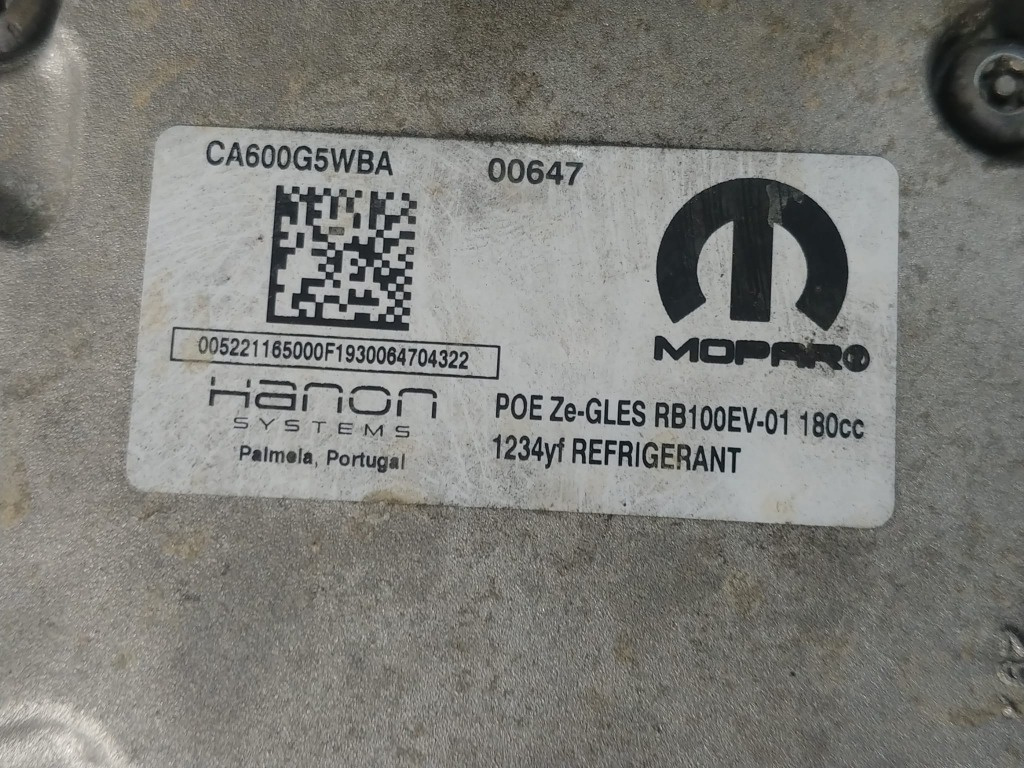 CA600G5WBA 00647
MOPAR
005221165000F1930064704322
Hanon
SYSTEMS
Palmela, Portugal
POE Ze-GLES RB100EV-01 180cc
1234yf REFRIGERANT